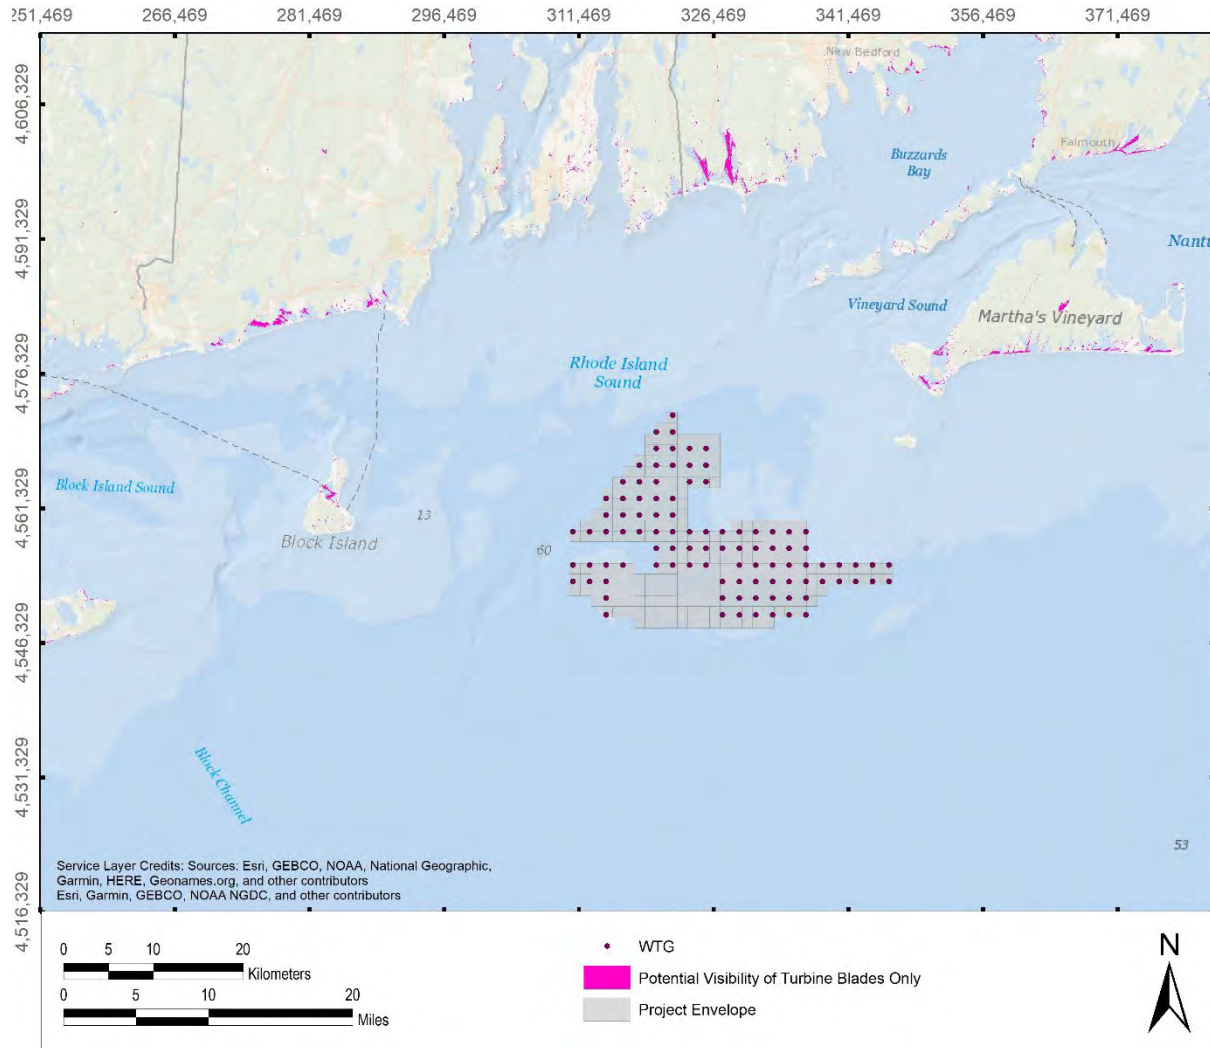 251,469 266,469 281,469 296,469 311,469 326,469 341,469 356,469 371,469
4,606,329
4,591,329
4,576,329
4,561,329
4,546,329
4,531,329
4,516,329
New Bedford
Falmouth
Buzzards
Bay
Nantt
Vineyard Sound
Martha's Vineyard
Rhode Island
Sound
Block Island Sound
13
Block Island
60
Block Channel
53
Service Layer Credits: Sources: Esri, GEBCO, NOAA, National Geographic,
Garmin, HERE, Geonames.org, and other contributors
Esri, Garmin, GEBCO, NOAA NGDC, and other contributors
0 5 10 20
Kilometers
0 5 10 20
Miles
WTG
Potential Visibility of Turbine Blades Only
Project Envelope
N